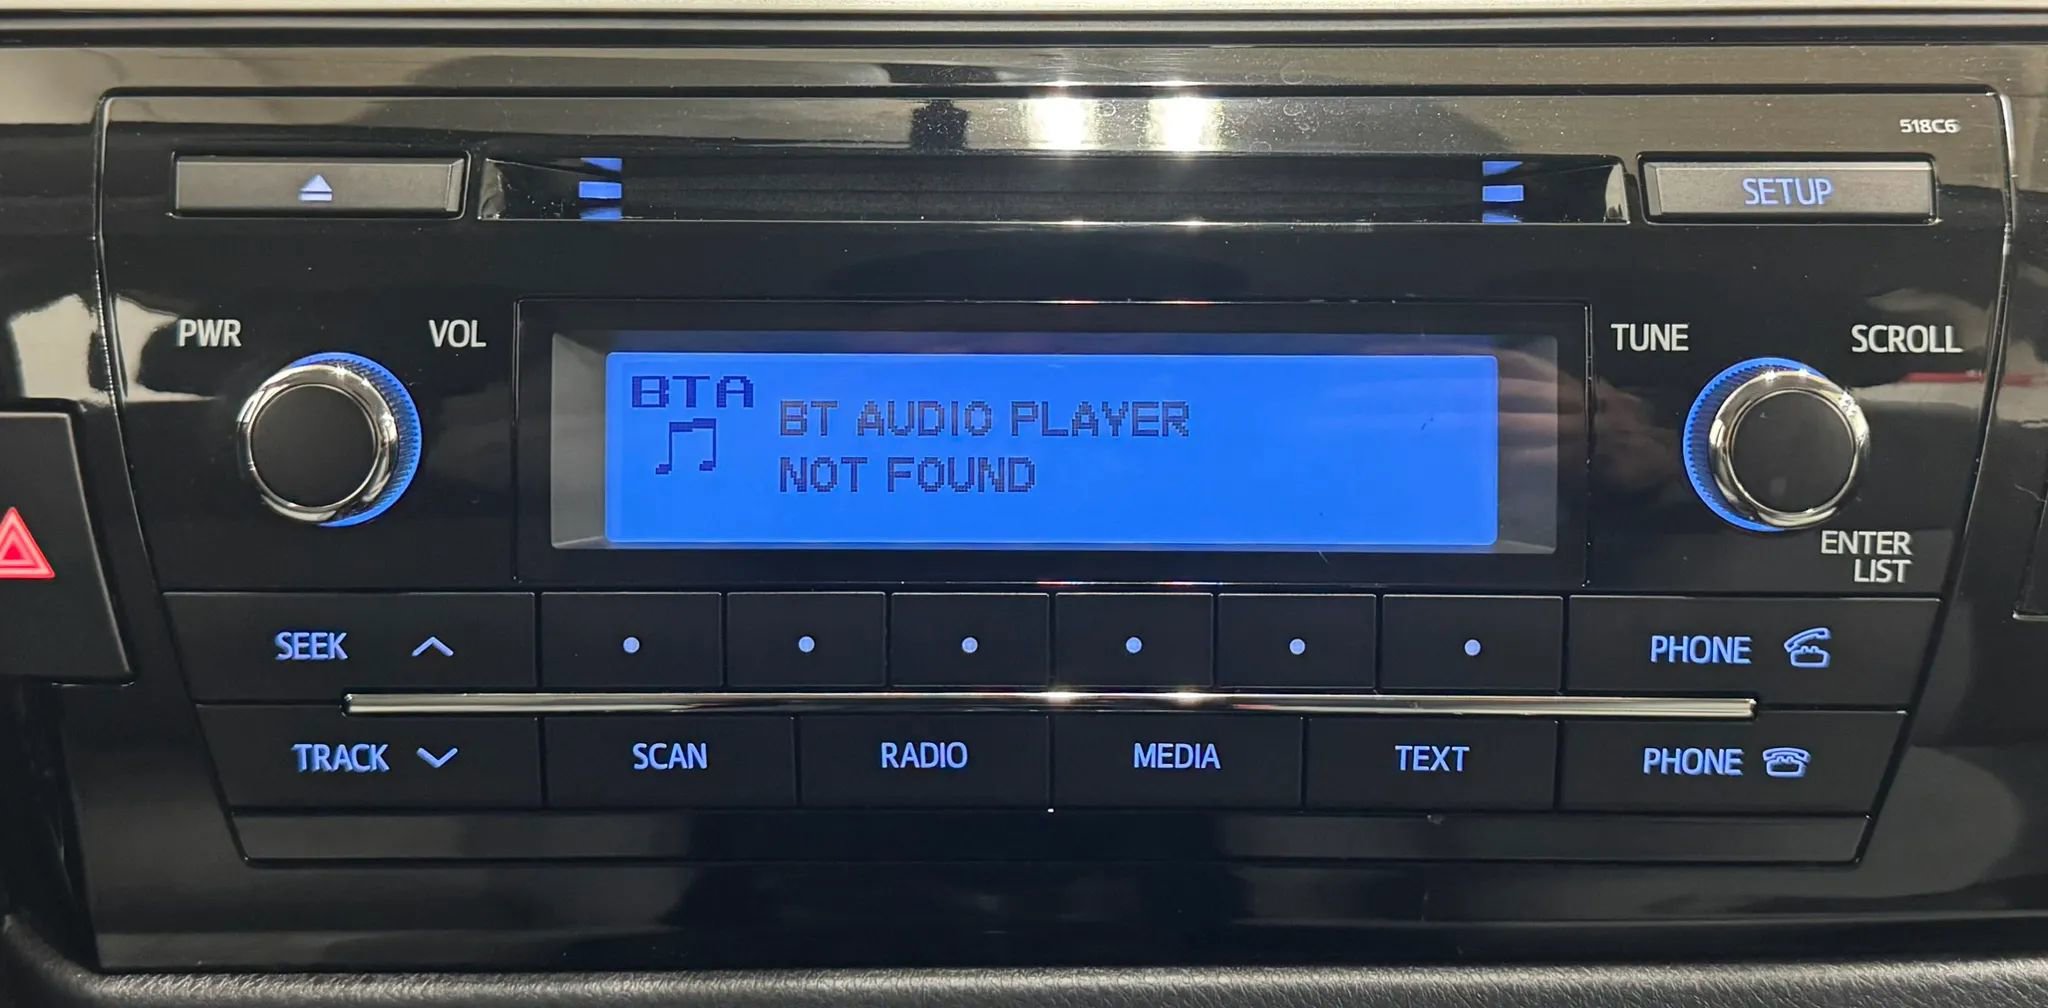 518C6
SETUP
PWR
VOL
TUNE
SCROLL
BTA
BT AUDIO PLAYER
NOT FOUND
ENTER
LIST
SEEK
PHONE
TRACK
SCAN
RADIO
MEDIA
TEXT
PHONE